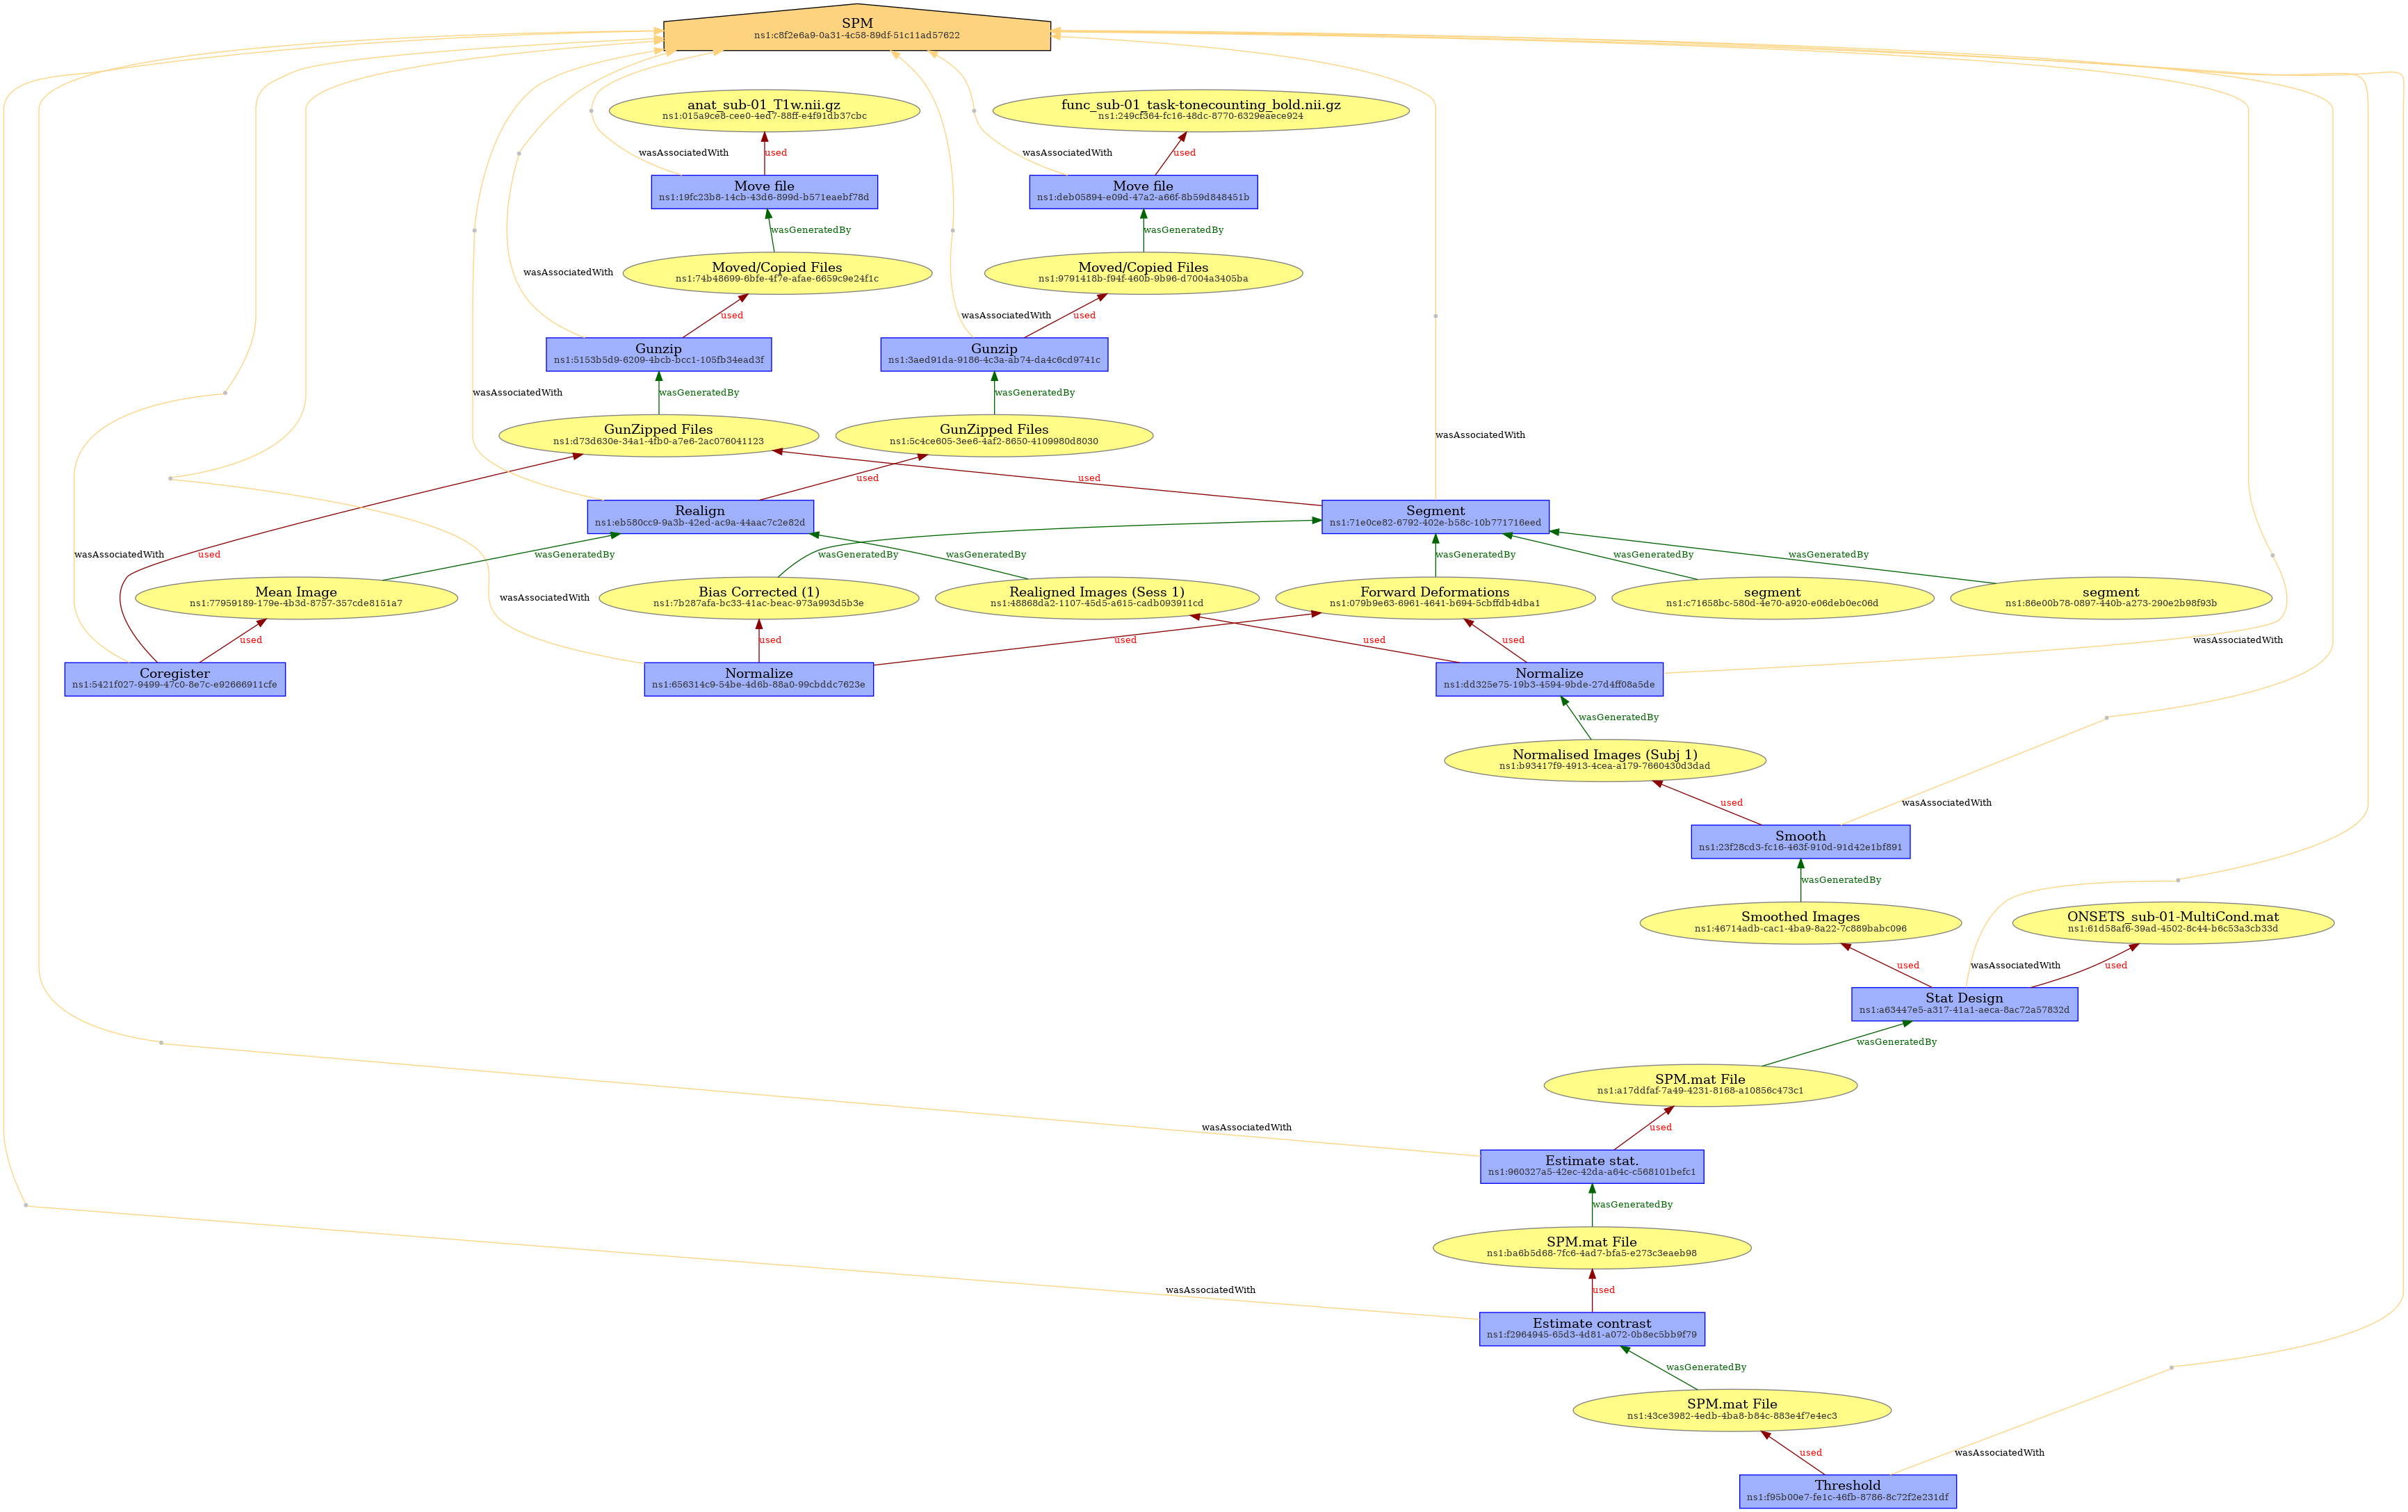 SPM
ns1:c8f2e6a9-0a31-4c58-89df-51c11ad57622
anat_sub-01_T1w.nii.gz
ns1:015a9ce8-cee0-4ed7-88ff-e4f91db37cbc
func_sub-01_task-tonecounting_bold.nii.gz
ns1:249cf364-fc16-48dc-8770-6329eaece924
wasAssociatedWith
used
wasAssociatedWith
used
Move file
ns1:19fc23b8-14cb-43d6-899d-b571eaebf78d
Move file
ns1:deb05894-e09d-47a2-a66f-8b59d848451b
wasGeneratedBy
wasGeneratedBy
Moved/Copied Files
ns1:74b48699-6bfe-4f7e-afae-6659c9e24f1c
Moved/Copied Files
ns1:9791418b-f94f-460b-9b96-d7004a3405ba
wasAssociatedWith
used
wasAssociatedWith
used
Gunzip
ns1:5153b5d9-6209-4bcb-bcc1-105fb34ead3f
Gunzip
ns1:3aed91da-9186-4c3a-ab74-da4c6cd9741c
wasAssociatedWith
wasGeneratedBy
wasGeneratedBy
GunZipped Files
ns1:d73d630e-34a1-4fb0-a7e6-2ac076041123
GunZipped Files
ns1:5c4ce605-3ee6-4af2-8650-4109980d8030
wasAssociatedWith
used
used
Realign
ns1:eb580cc9-9a3b-42ed-ac9a-44aac7c2e82d
Segment
ns1:71e0ce82-6792-402e-b58c-10b771716eed
wasAssociatedWith
used
wasGeneratedBy
wasGeneratedBy
wasGeneratedBy
wasGeneratedBy
wasGeneratedBy
wasGeneratedBy
Mean Image
ns1:77959189-179e-4b3d-8757-357cde8151a7
wasAssociatedWith
Bias Corrected (1)
ns1:7b287afa-bc33-41ac-beac-973a993d5b3e
Realigned Images (Sess 1)
ns1:48868da2-1107-45d5-a615-cadb093911cd
Forward Deformations
ns1:079b9e63-6961-4641-b694-5cbffdb4dba1
segment
ns1:c71658bc-580d-4e70-a920-e06deb0ec06d
segment
ns1:86e00b78-0897-440b-a273-290e2b98f93b
used
used
used
used
used
wasAssociatedWith
Coregister
ns1:5421f027-9499-47c0-8e7c-e92666911cfe
Normalize
ns1:656314c9-54be-4d6b-88a0-99cbddc7623e
Normalize
ns1:dd325e75-19b3-4594-9bde-27d4ff08a5de
wasGeneratedBy
Normalised Images (Subj 1)
ns1:b93417f9-4913-4cea-a179-7660430d3dad
used
wasAssociatedWith
Smooth
ns1:23f28cd3-fc16-463f-910d-91d42e1bf891
wasGeneratedBy
Smoothed Images
ns1:46714adb-cac1-4ba9-8a22-7c889babc096
ONSETS_sub-01-MultiCond.mat
ns1:61d58af6-39ad-4502-8c44-b6c53a3cb33d
used
wasAssociatedWith
used
Stat Design
ns1:a63447e5-a317-41a1-aeca-8ac72a57832d
wasGeneratedBy
SPM.mat File
ns1:a17ddfaf-7a49-4231-8168-a10856c473c1
wasAssociatedWith
used
Estimate stat.
ns1:960327a5-42ec-42da-a64c-c568101befc1
wasGeneratedBy
SPM.mat File
ns1:ba6b5d68-7fc6-4ad7-bfa5-e273c3eaeb98
wasAssociatedWith
used
Estimate contrast
ns1:f2964945-65d3-4d81-a072-0b8ec5bb9f79
wasGeneratedBy
SPM.mat File
ns1:43ce3982-4edb-4ba8-b84c-883e4f7e4ec3
used
wasAssociatedWith
Threshold
ns1:f95b00e7-fe1c-46fb-8786-8c72f2e231df